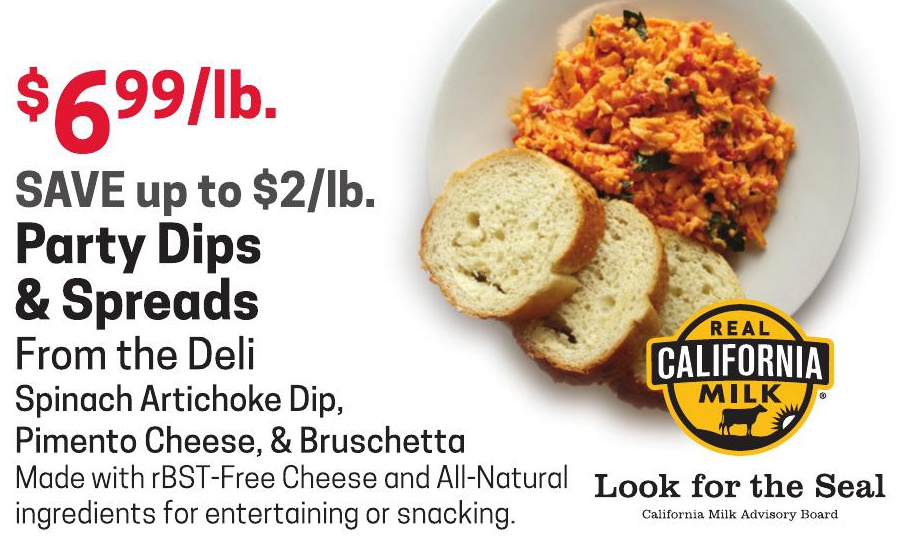 $6.99/lb.
SAVE up to $2/lb.
Party Dips
& Spreads
From the Deli
Spinach Artichoke Dip,
Pimento Cheese, & Bruschetta
Made with rBST-Free Cheese and All-Natural
ingredients for entertaining or snacking.
REAL
CALIFORNIA
MILK
®
Look for the Seal
California Milk Advisory Board